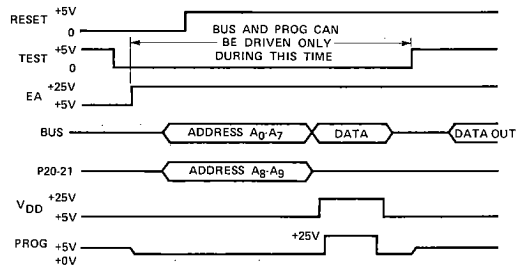 RESET +5V
0
BUS AND PROG CAN
BE DRIVEN ONLY
DURING THIS TIME
TEST +5V
0
EA +25V
+5V
BUS
ADDRESS A0-A7
DATA
DATA OUT
P20-21
ADDRESS A8-A9
VDD +25V
+5V
+25V
PROG +5V
+0V